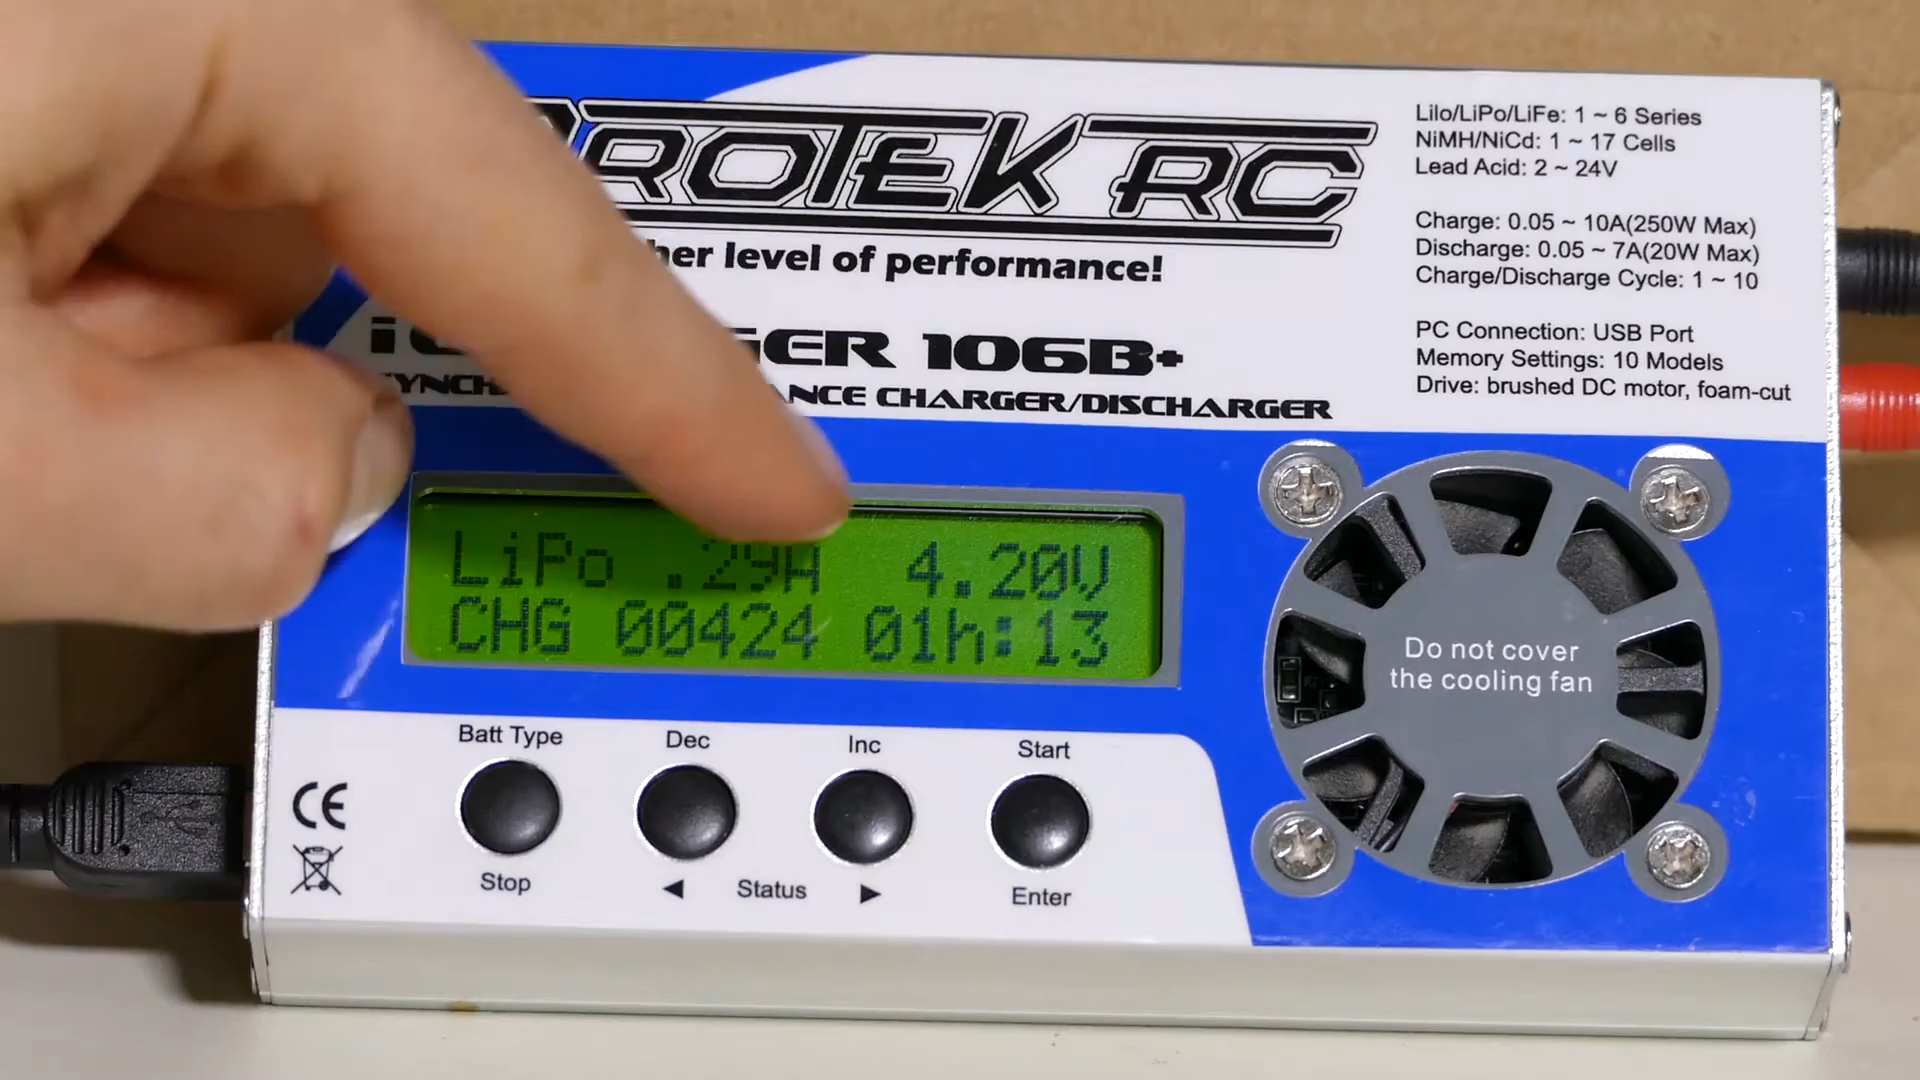 ROTEK RC
her level of performance!
GER 106B+
SYNCH ANCE CHARGER/DISCHARGER
LiIo/LiPo/LiFe: 1 ~ 6 Series
NiMH/NiCd: 1 ~ 17 Cells
Lead Acid: 2 ~ 24V
Charge: 0.05 ~ 10A(250W Max)
Discharge: 0.05 ~ 7A(20W Max)
Charge/Discharge Cycle: 1 ~ 10
PC Connection: USB Port
Memory Settings: 10 Models
Drive: brushed DC motor, foam-cut
LiPo .29A 4.20V
CHG 00424 01h:13
Do not cover
the cooling fan
Batt Type Dec Inc Start
CE
Stop ◀ Status ▶ Enter